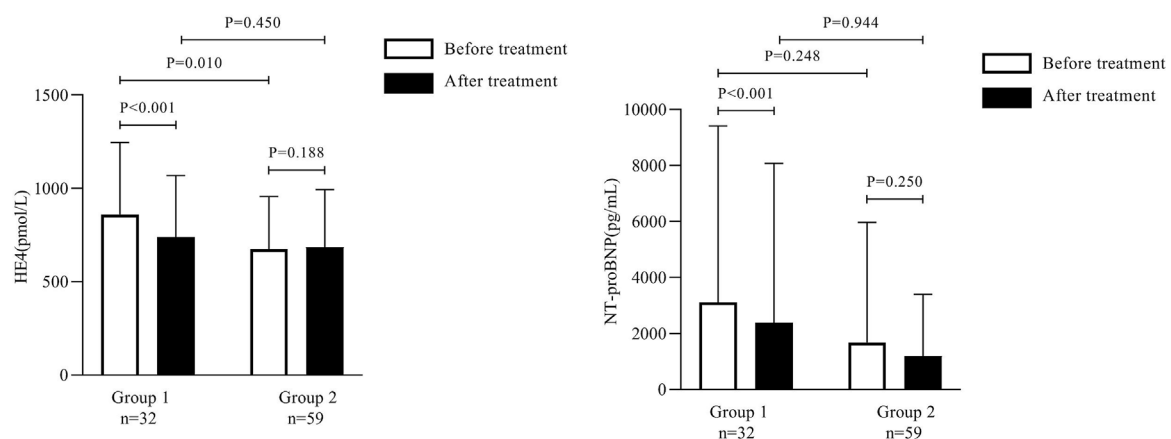 P=0.450
Before treatment
After treatment
P=0.010
1500
P<0.001
P=0.188
1000
500
0
HE4(pmol/L)
Group 1
n=32
Group 2
n=59
P=0.944
P=0.248
Before treatment
After treatment
P<0.001
10000
8000
P=0.250
6000
4000
2000
0
NT-proBNP(pg/mL)
Group 1
n=32
Group 2
n=59